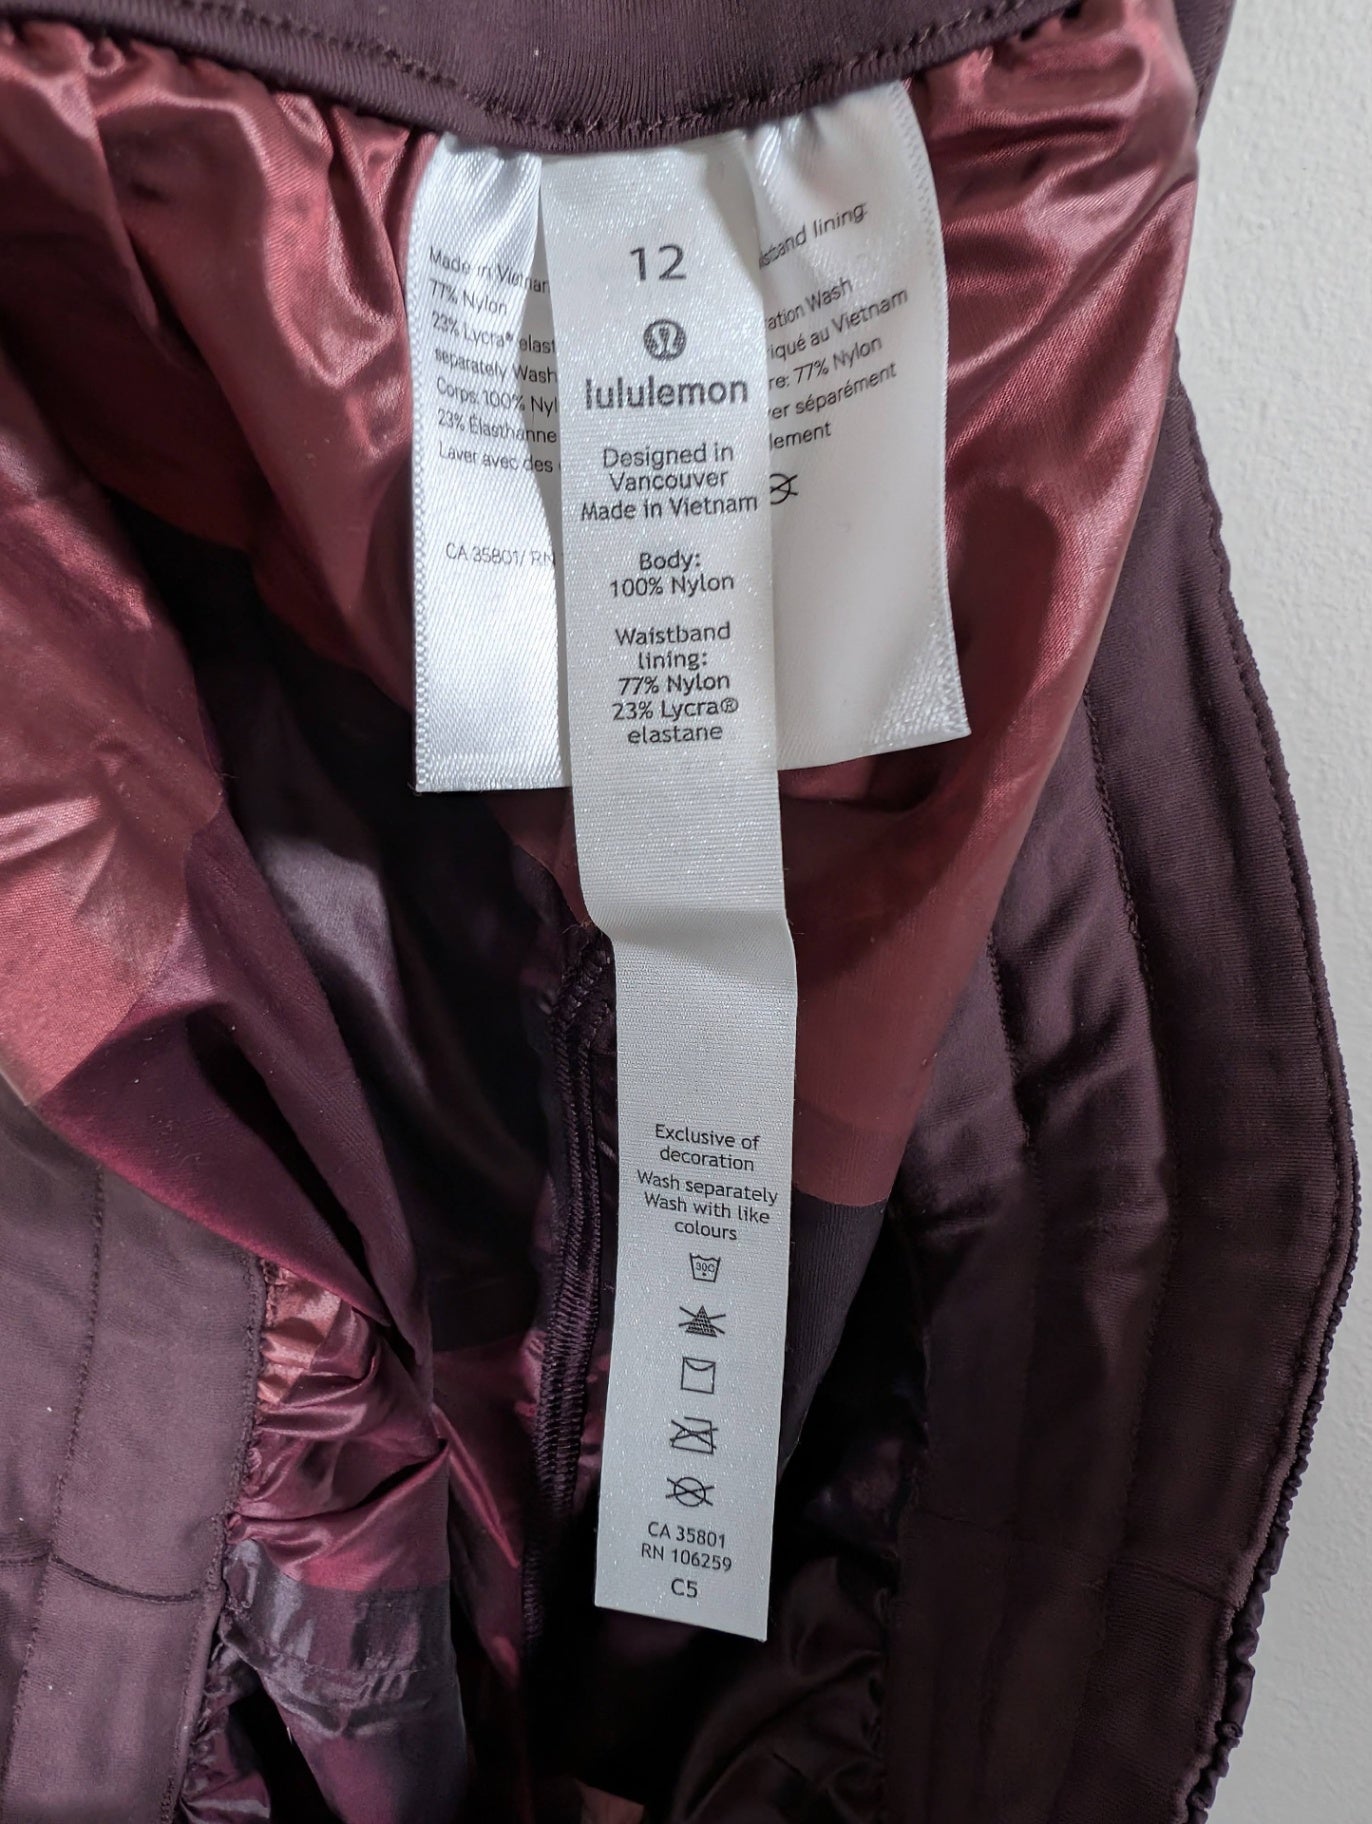 12
lululemon
Designed in
Vancouver
Made in Vietnam
Body:
100% Nylon
Waistband
lining:
77% Nylon
23% Lycra®
elastane
Exclusive of
decoration
Wash separately
Wash with like
colours
30C
CA 35801
RN 106259
C5
Made in
77% Nylon
23% Lycra®
separately Wash
Corps: 100%
23% Élasthanne
Laver avec des
CA 35801/ RN
lining:
Wash
au Vietnam
77% Nylon
séparément